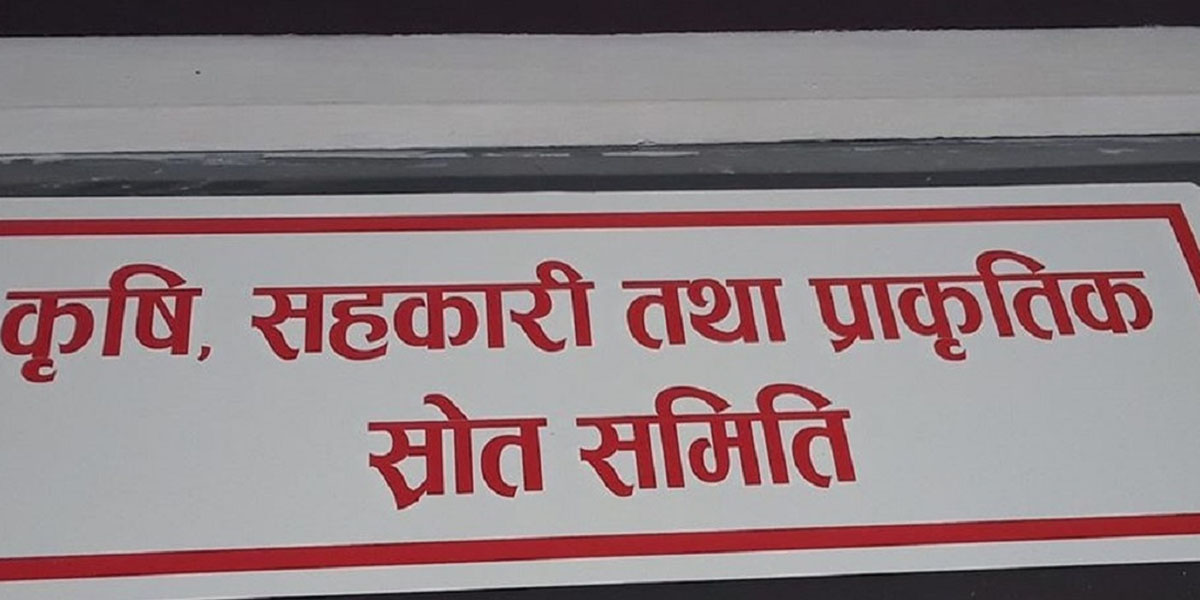 कृषि, सहकारी तथा प्राकृतिक
स्रोत समिति